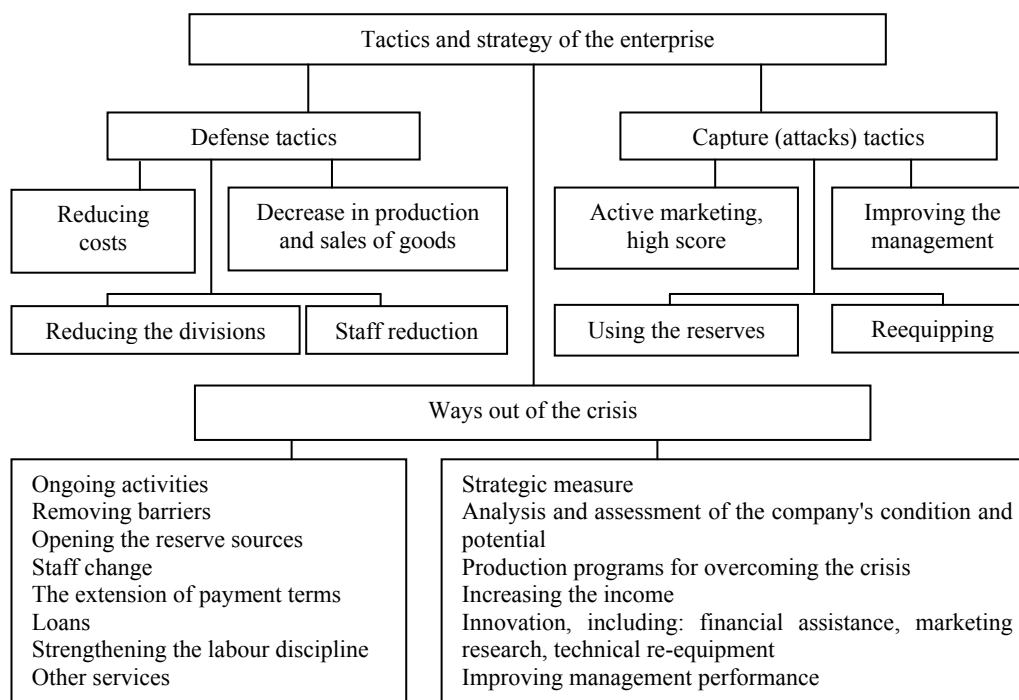 Tactics and strategy of the enterprise
Defense tactics
Capture (attacks) tactics
Reducing
costs
Decrease in production
and sales of goods
Active marketing,
high score
Improving the
management
Reducing the divisions
Staff reduction
Using the reserves
Reequipping
Ways out of the crisis
Ongoing activities
Removing barriers
Opening the reserve sources
Staff change
The extension of payment terms
Loans
Strengthening the labour discipline
Other services
Strategic measure
Analysis and assessment of the company's condition and
potential
Production programs for overcoming the crisis
Increasing the income
Innovation, including: financial assistance, marketing
research, technical re-equipment
Improving management performance